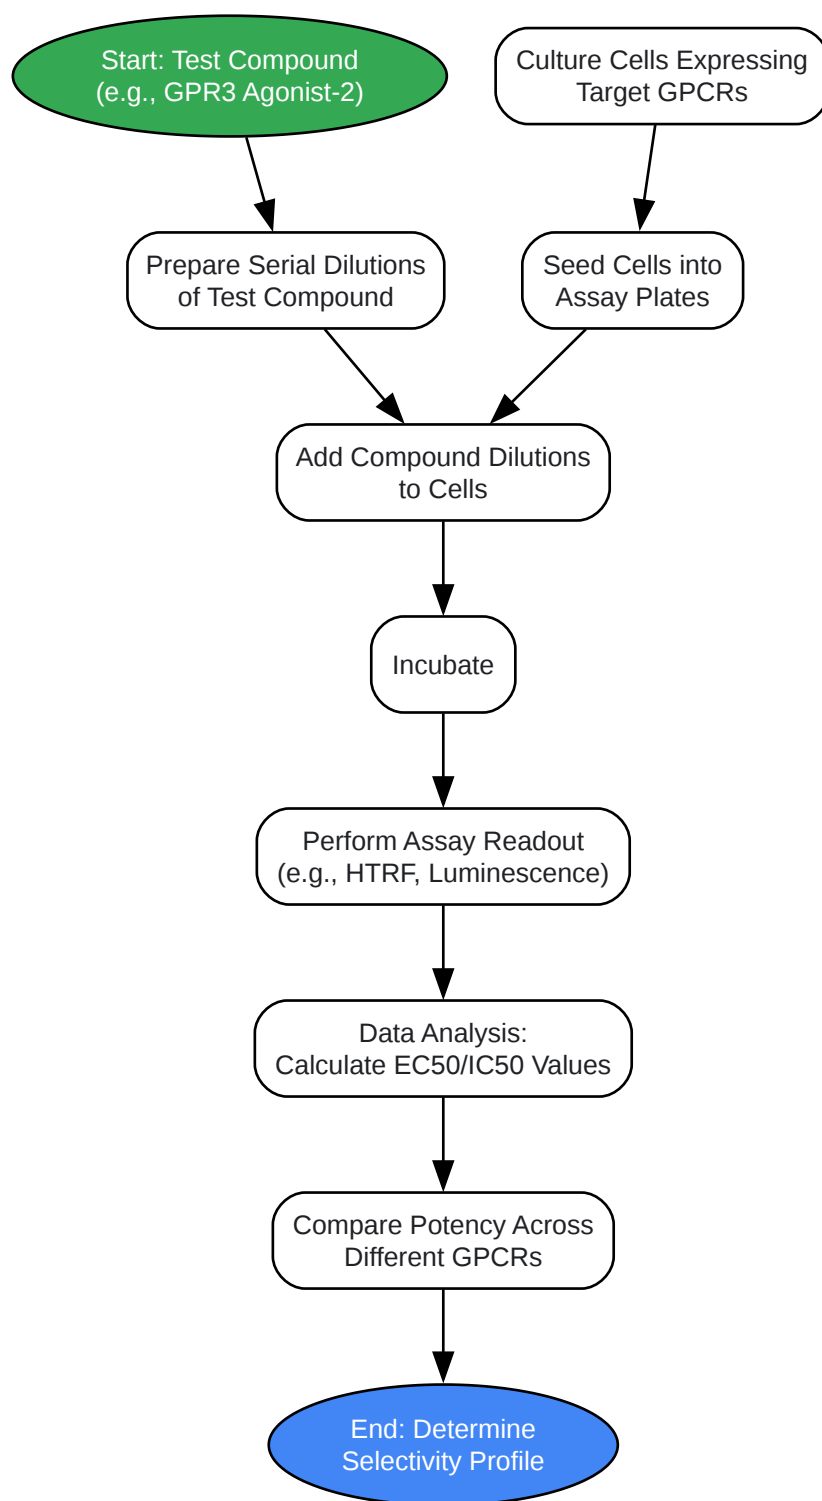 Start: Test Compound
(e.g., GPR3 Agonist-2)
Culture Cells Expressing
Target GPCRs
Prepare Serial Dilutions
of Test Compound
Seed Cells into
Assay Plates
Add Compound Dilutions
to Cells
Incubate
Perform Assay Readout
(e.g., HTRF, Luminescence)
Data Analysis:
Calculate EC50/IC50 Values
Compare Potency Across
Different GPCRs
End: Determine
Selectivity Profile